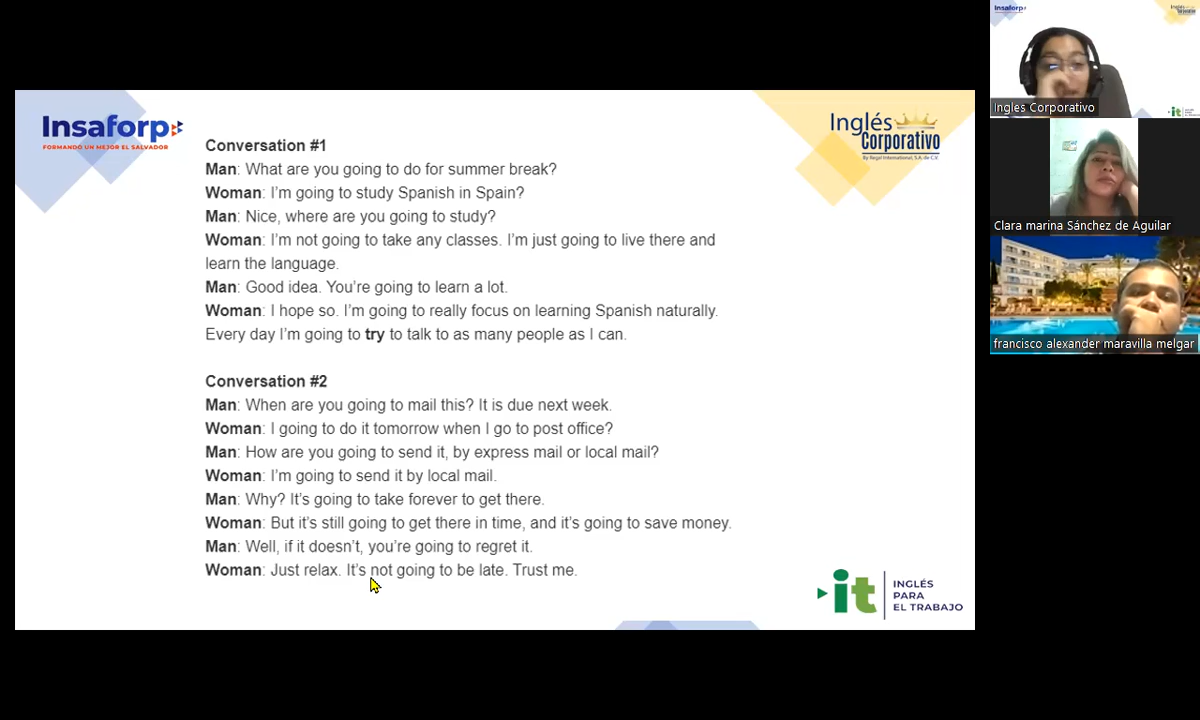 Insaforp
FORMANDO UN MEJOR EL SALVADOR
Inglés
Corporativo
By Regal International, S.A. de C.V.
Conversation #1
Man: What are you going to do for summer break?
Woman: I'm going to study Spanish in Spain?
Man: Nice, where are you going to study?
Woman: I'm not going to take any classes. I'm just going to live there and
learn the language.
Man: Good idea. You're going to learn a lot.
Woman: I hope so. I'm going to really focus on learning Spanish naturally.
Every day I'm going to try to talk to as many people as I can.
Conversation #2
Man: When are you going to mail this? It is due next week.
Woman: I going to do it tomorrow when I go to post office?
Man: How are you going to send it, by express mail or local mail?
Woman: I'm going to send it by local mail.
Man: Why? It's going to take forever to get there.
Woman: But it's still going to get there in time, and it's going to save money.
Man: Well, if it doesn't, you're going to regret it.
Woman: Just relax. It's not going to be late. Trust me.
it
INGLÉS
PARA
EL TRABAJO
Insaforp
Ingles Corporativo
it
Clara marina Sánchez de Aguilar
francisco alexander maravilla melgar